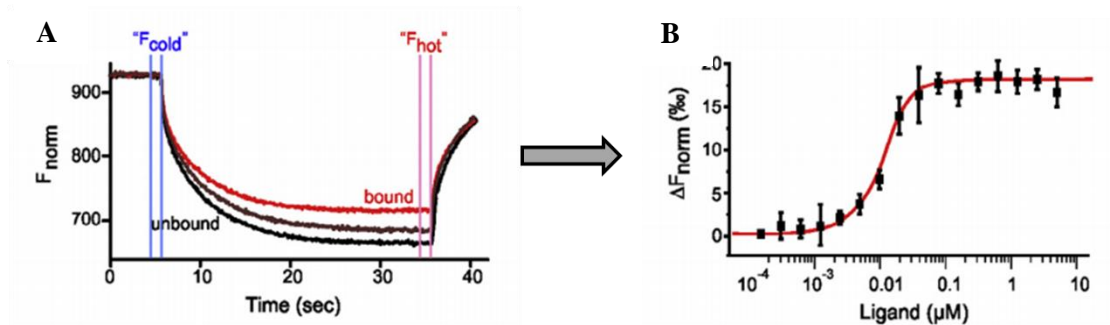 A
"Fcold"
"Fhot"
900
800
700
Fnorm
bound
unbound
0
10
20
30
40
Time (sec)
B
20
15
10
5
0
ΔFnorm (‰)
10⁻⁴
10⁻³
0.01
0.1
1
10
Ligand (µM)